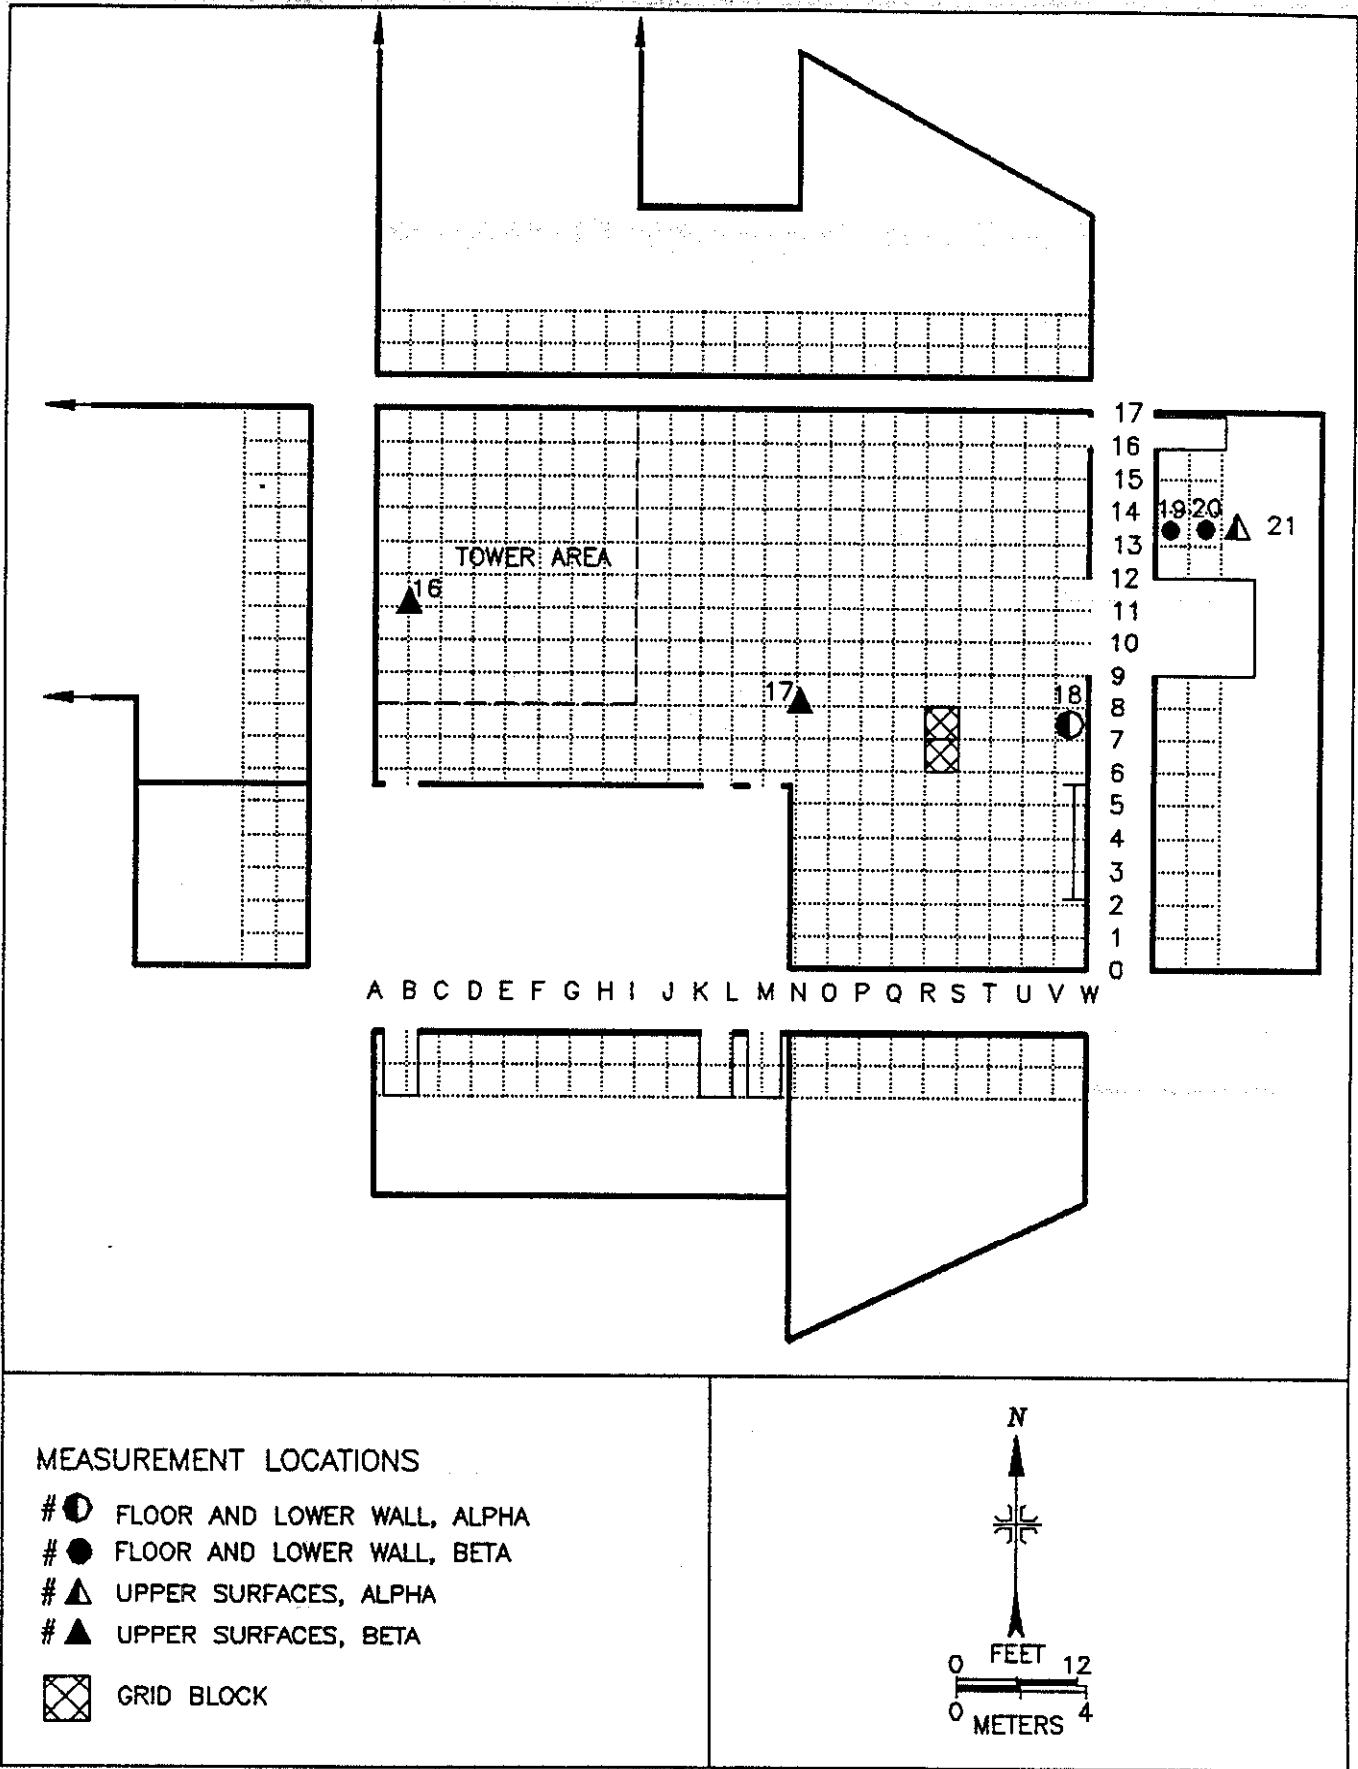 17
16
15
14 19 20
21
13
TOWER AREA
12
16
11
10
9
17 18
8
7
6
5
4
3
2
1
0
A B C D E F G H I J K L M N O P Q R S T U V W
MEASUREMENT LOCATIONS
# FLOOR AND LOWER WALL, ALPHA
# FLOOR AND LOWER WALL, BETA
# UPPER SURFACES, ALPHA
# UPPER SURFACES, BETA
GRID BLOCK
N
FEET
0 12
0 4
METERS